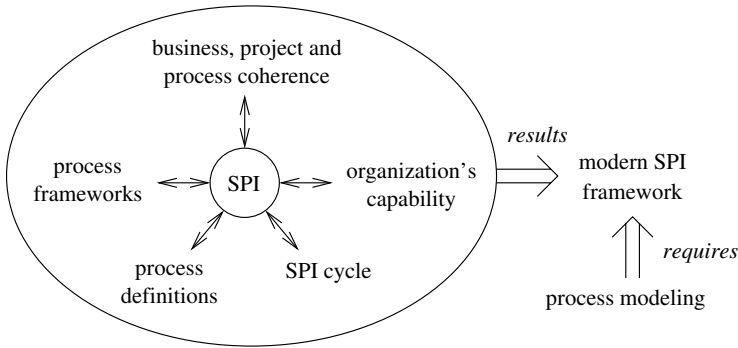 business, project and
process coherence
process
frameworks
SPI
organization's
capability
process
definitions
SPI cycle
results
modern SPI
framework
requires
process modeling